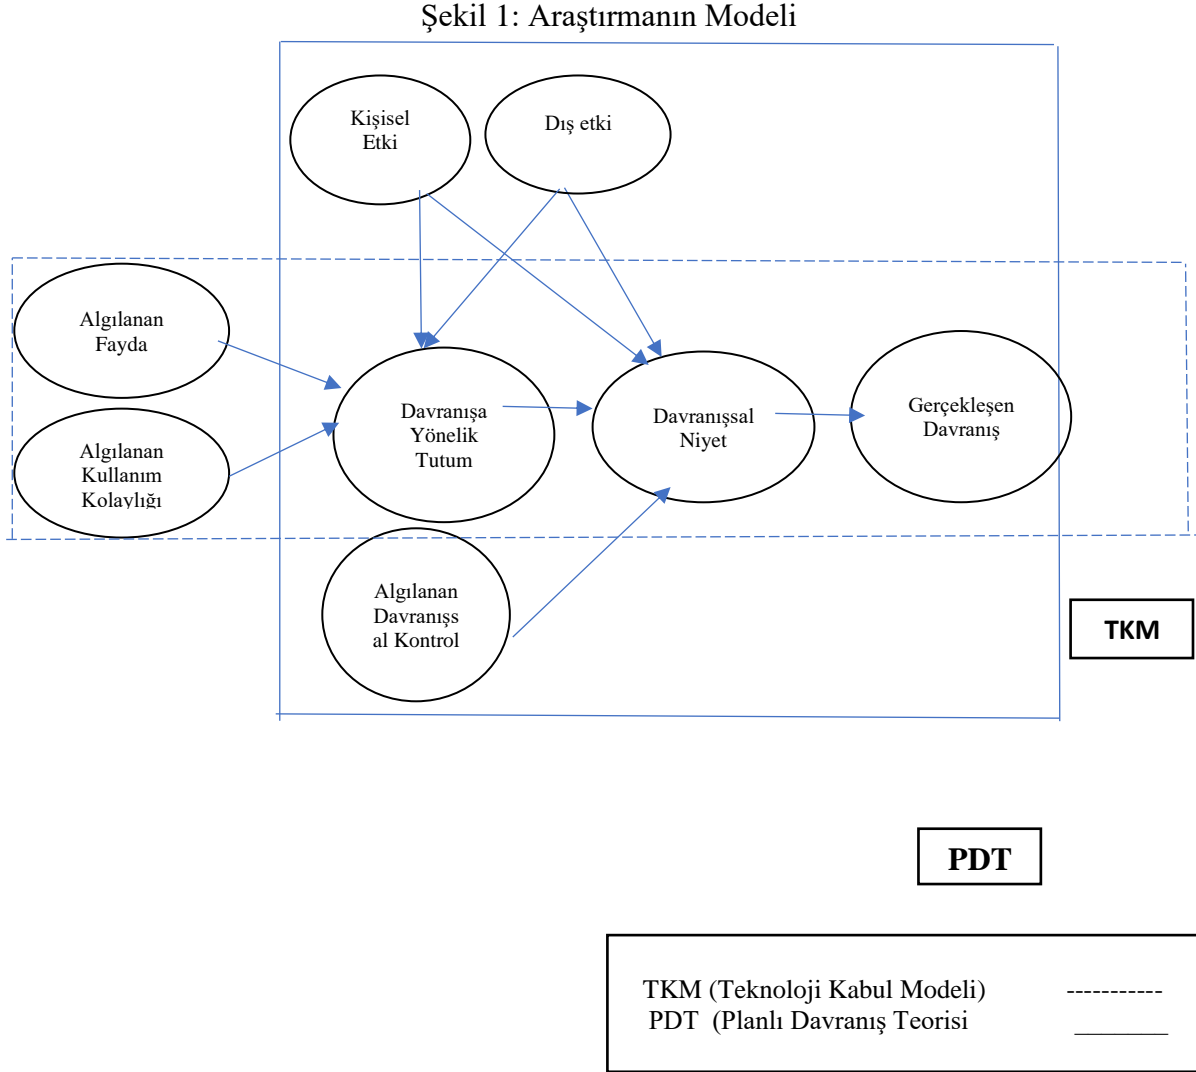 Şekil 1: Araştırmanın Modeli
Kişisel
Etki
Dış etki
Algılanan
Fayda
Algılanan
Kullanım
Kolaylığı
Davranışa
Yönelik
Tutum
Davranışsal
Niyet
Gerçekleşen
Davranış
Algılanan
Davranışs
al Kontrol
TKM
PDT
TKM (Teknoloji Kabul Modeli) -----------
PDT (Planlı Davranış Teorisi ________